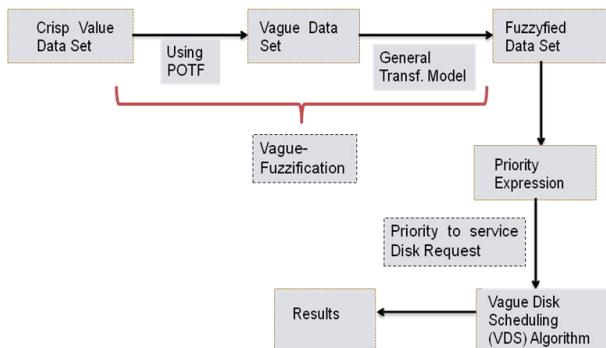 Crisp Value
Data Set
Using
POTF
Vague Data
Set
General
Transf. Model
Fuzzyfied
Data Set
Vague-
Fuzzification
Priority
Expression
Priority to service
Disk Request
Vague Disk
Scheduling
(VDS) Algorithm
Results